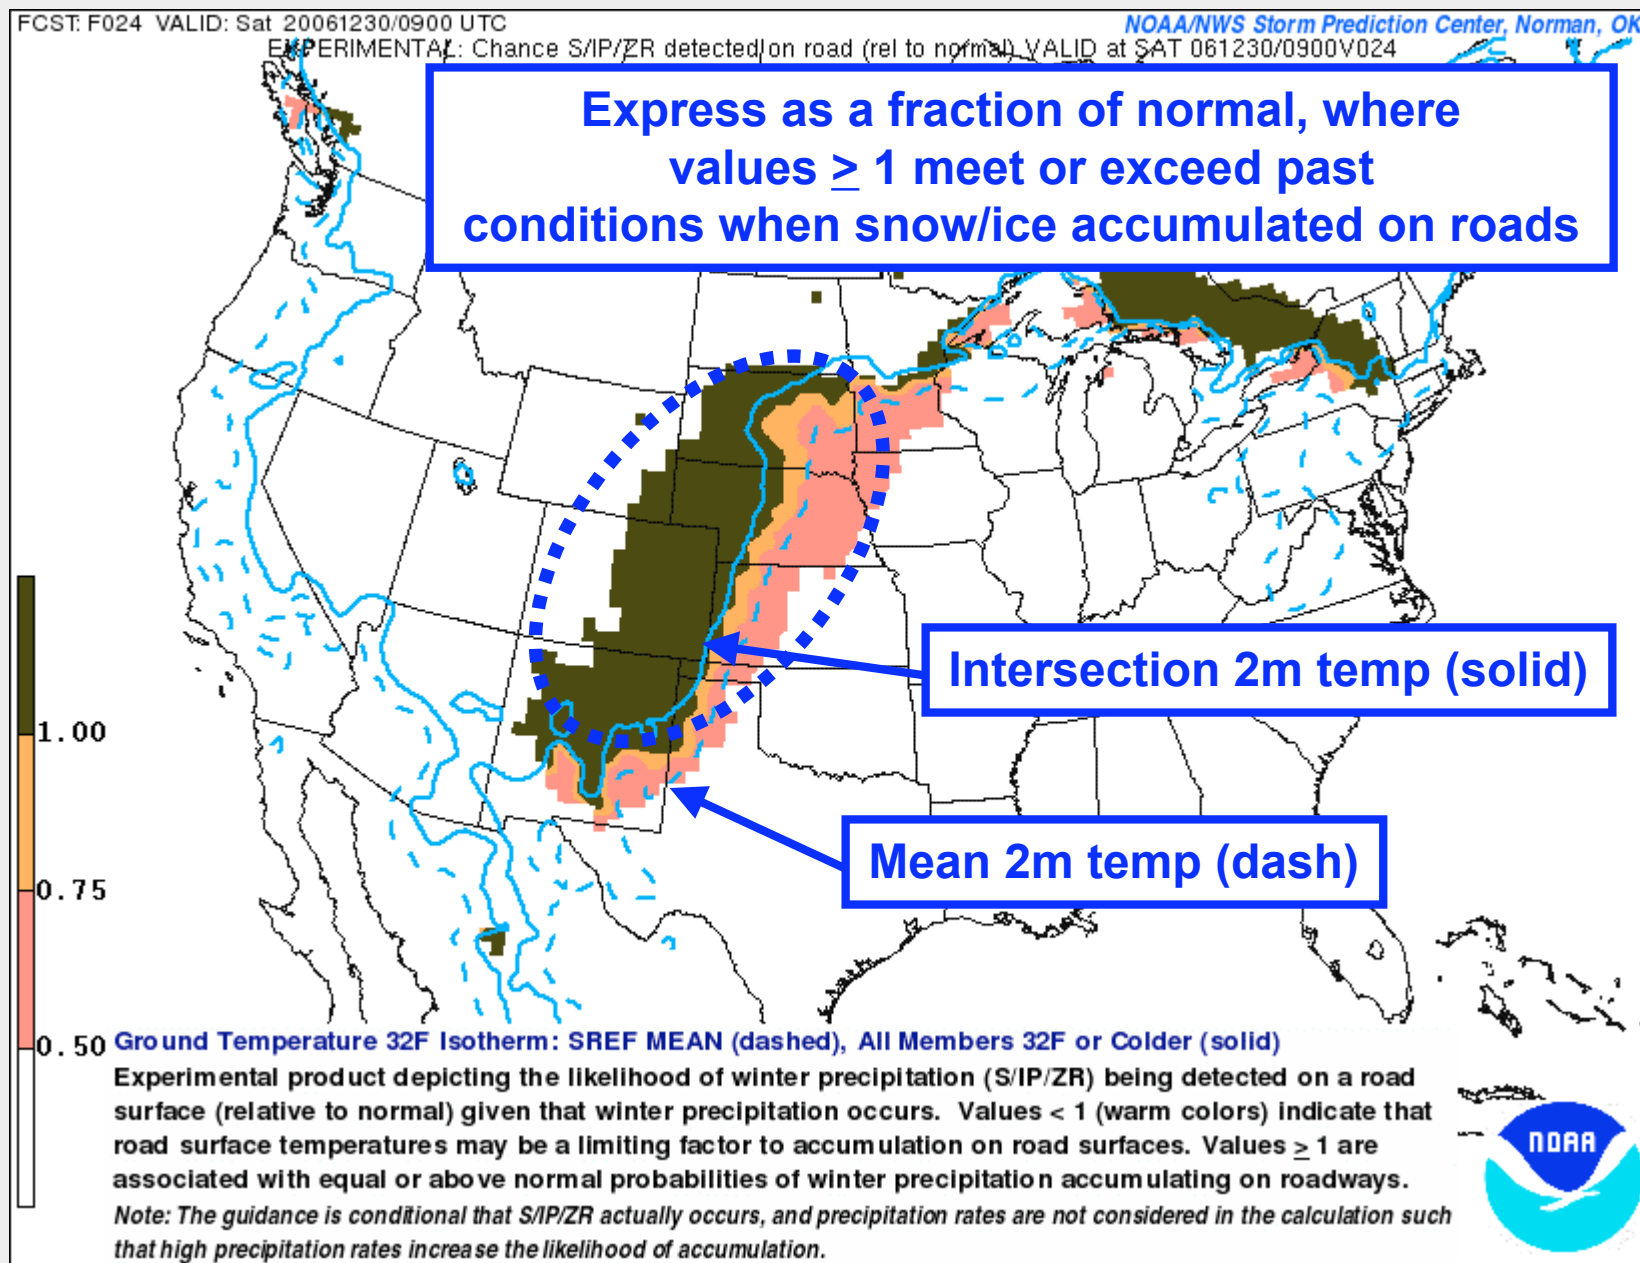 FCST: F024 VALID: Sat 20061230/0900 UTC
NOAA/NWS Storm Prediction Center, Norman, OK
EXPERIMENTAL: Chance S/IP/ZR detected on road (rel to normal) VALID at SAT 061230/0900V024
Express as a fraction of normal, where
values ≥ 1 meet or exceed past
conditions when snow/ice accumulated on roads
Intersection 2m temp (solid)
Mean 2m temp (dash)
1.00
0.75
0.50
Ground Temperature 32F Isotherm: SREF MEAN (dashed), All Members 32F or Colder (solid)
Experimental product depicting the likelihood of winter precipitation (S/IP/ZR) being detected on a road
surface (relative to normal) given that winter precipitation occurs. Values < 1 (warm colors) indicate that
road surface temperatures may be a limiting factor to accumulation on road surfaces. Values ≥ 1 are
associated with equal or above normal probabilities of winter precipitation accumulating on roadways.
Note: The guidance is conditional that S/IP/ZR actually occurs, and precipitation rates are not considered in the calculation such
that high precipitation rates increase the likelihood of accumulation.
NOAA